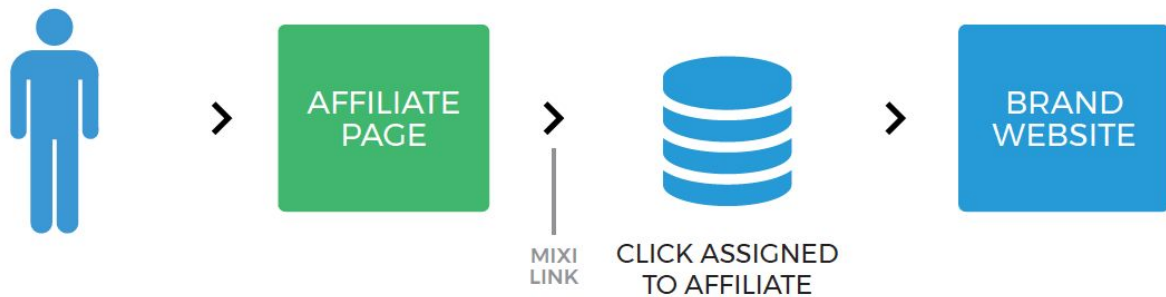 AFFILIATE
PAGE
MIXI
LINK
CLICK ASSIGNED
TO AFFILIATE
BRAND
WEBSITE